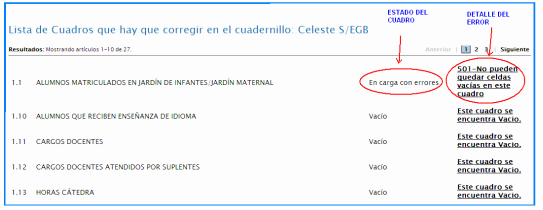 ESTADO DEL
CUADRO
DETALLE DEL
ERROR
Lista de Cuadros que hay que corregir en el cuadernillo: Celeste S/EGB
Resultados: Mostrando artículos 1-10 de 27.
Anterior 1 2 3 Siguiente
1.1 ALUMNOS MATRICULADOS EN JARDÍN DE INFANTES/JARDÍN MATERNAL En carga con errores
501-No pueden
quedar celdas
vacías en este
cuadro
1.10 ALUMNOS QUE RECIBEN ENSEÑANZA DE IDIOMA Vacío
Este cuadro se
encuentra Vacio.
1.11 CARGOS DOCENTES Vacío
Este cuadro se
encuentra Vacio.
1.12 CARGOS DOCENTES ATENDIDOS POR SUPLENTES Vacío
Este cuadro se
encuentra Vacio.
1.13 HORAS CÁTEDRA Vacío
Este cuadro se
encuentra Vacio.